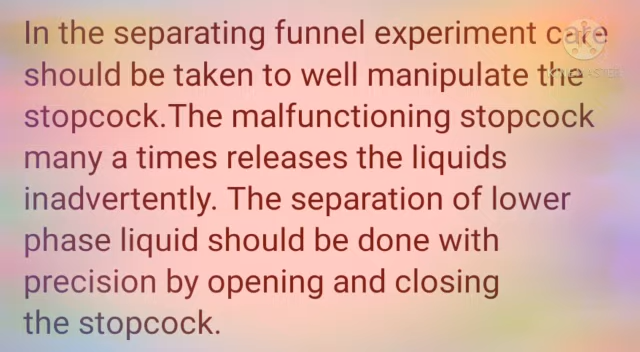 In the separating funnel experiment care
should be taken to well manipulate the
stopcock.The malfunctioning stopcock
many a times releases the liquids
inadvertently. The separation of lower
phase liquid should be done with
precision by opening and closing
the stopcock.